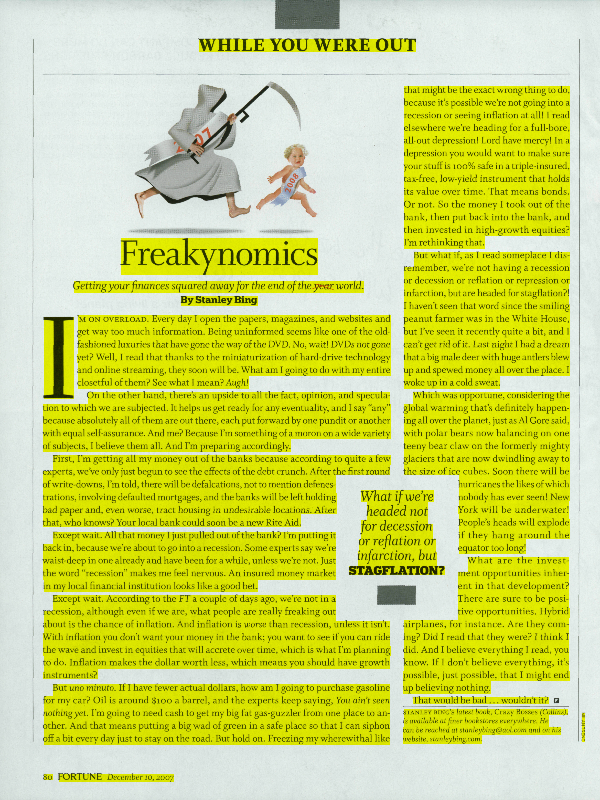 WHILE YOU WERE OUT
2008
Freakynomics
Getting your finances squared away for the end of the year world.
By Stanley Bing
I'M ON OVERLOAD. Every day I open the papers, magazines, and websites and
get way too much information. Being uninformed seems like one of the old-
fashioned luxuries that have gone the way of the DVD. No, wait! DVDs not gone
yet? Well, I read that thanks to the miniaturization of hard-drive technology
and online streaming, they soon will be. What am I going to do with my entire
closetful of them? See what I mean? Augh!
On the other hand, there's an upside to all the fact, opinion, and specula-
tion to which we are subjected. It helps us get ready for any eventuality, and I say "any"
because absolutely all of them are out there, each put forward by one pundit or another
with equal self-assurance. And me? Because I'm something of a moron on a wide variety
of subjects, I believe them all. And I'm preparing accordingly.
First, I'm getting all my money out of the banks because according to quite a few
experts, we've only just begun to see the effects of the debt crunch. After the first round
of write-downs, I'm told, there will be defalcations, not to mention defenes-
trations, involving defaulted mortgages, and the banks will be left holding
bad paper and, even worse, tract housing in undesirable locations. After
that, who knows? Your local bank could soon be a new Rite Aid.
Except wait. All that money I just pulled out of the bank? I'm putting it
back in, because we're about to go into a recession. Some experts say we're
waist-deep in one already and have been for a while, unless we're not. Just
the word "recession" makes me feel nervous. An insured money market
in my local financial institution looks like a good bet.
Except wait. According to the FT a couple of days ago, we're not in a
recession, although even if we are, what people are really freaking out
about is the chance of inflation. And inflation is worse than recession, unless it isn't.
With inflation you don't want your money in the bank; you want to see if you can ride
the wave and invest in equities that will accrete over time, which is what I'm planning
to do. Inflation makes the dollar worth less, which means you should have growth
instruments?
But uno minuto. If I have fewer actual dollars, how am I going to purchase gasoline
for my car? Oil is around $100 a barrel, and the experts keep saying, You ain't seen
nothing yet. I'm going to need cash to get my big fat gas-guzzler from one place to an-
other. And that means putting a big wad of green in a safe place so that I can siphon
off a bit every day just to stay on the road. But hold on. Freezing my wherewithal like
that might be the exact wrong thing to do,
because it's possible we're not going into a
recession or seeing inflation at all! I read
elsewhere we're heading for a full-bore,
all-out depression! Lord have mercy! In a
depression you would want to make sure
your stuff is 100% safe in a triple-insured,
tax-free, low-yield instrument that holds
its value over time. That means bonds.
Or not. So the money I took out of the
bank, then put back into the bank, and
then invested in high-growth equities?
I'm rethinking that.
But what if, as I read someplace I dis-
remember, we're not having a recession
or decession or reflation or repression or
infarction, but are headed for stagflation?!
I haven't seen that word since the smiling
peanut farmer was in the White House,
but I've seen it recently quite a bit, and I
can't get rid of it. Last night I had a dream
that a big male deer with huge antlers blew
up and spewed money all over the place. I
woke up in a cold sweat.
Which was opportune, considering the
global warming that's definitely happen-
ing all over the planet, just as Al Gore said,
with polar bears now balancing on one
teeny bear claw on the formerly mighty
glaciers that are now dwindling away to
the size of ice cubes. Soon there will be
hurricanes the likes of which
nobody has ever seen! New
York will be underwater!
People's heads will explode
if they hang around the
equator too long!
What are the invest-
ment opportunities inher-
ent in that development?
There are sure to be posi-
tive opportunities. Hybrid
airplanes, for instance. Are they com-
ing? Did I read that they were? I think I
did. And I believe everything I read, you
know. If I don't believe everything, it's
possible, just possible, that I might end
up believing nothing.
That would be bad ... wouldn't it? F
What if we're
headed not
for decession
or reflation or
infarction, but
STAGFLATION?
STANLEY BING's latest book, Crazy Bosses (Collins),
is available at finer bookstores everywhere. He
can be reached at stanleybing@aol.com and on his
website, stanleybing.com.
80 FORTUNE December 10, 2007